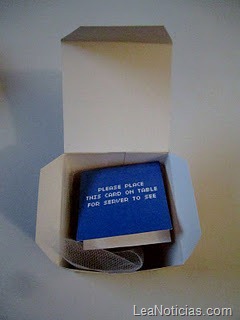 PLEASE PLACE
THIS CARD ON TABLE
FOR SERVER TO SEE
LeaNoticias.com